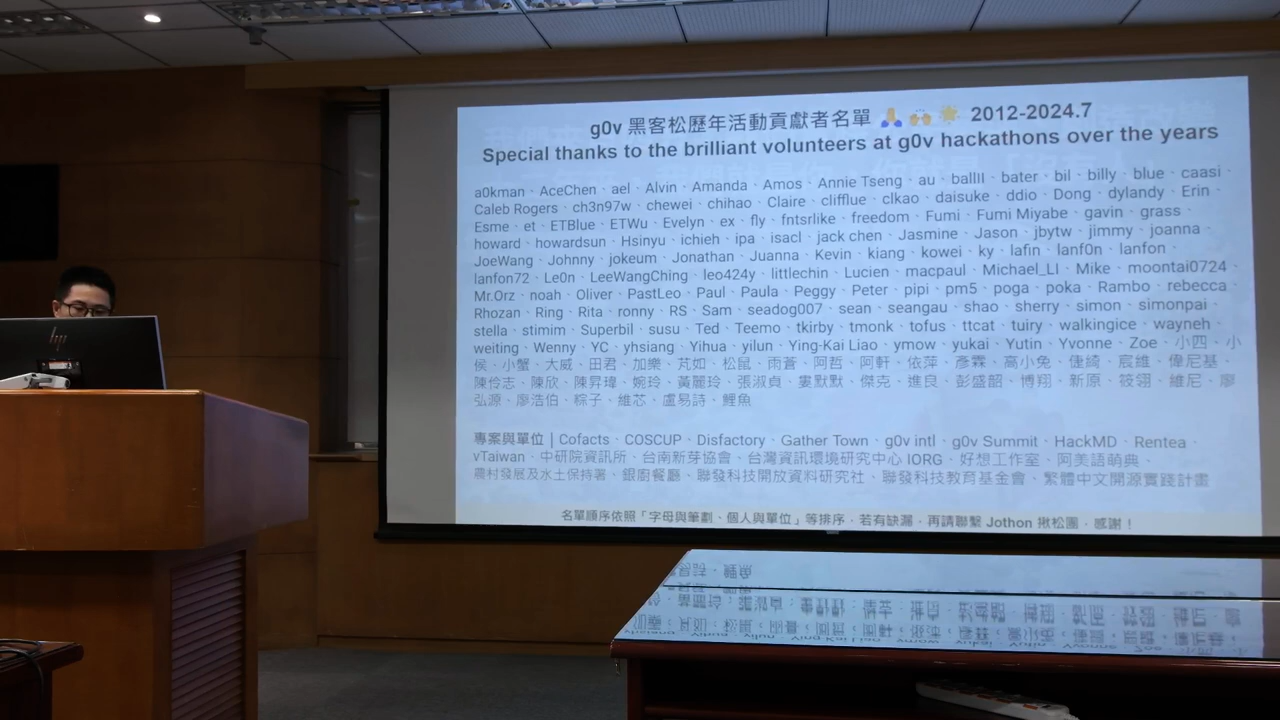 g0v 黑客松歷年活動貢獻者名單 🙏 🙌 🌟 2012-2024.7
Special thanks to the brilliant volunteers at g0v hackathons over the years
a0kman、AceChen、ael、Alvin、Amanda、Amos、Annie Tseng、au、ballII、bater、bil、billy、blue、caasi、
Caleb Rogers、ch3n97w、chewei、chihao、Claire、clifflue、clkao、daisuke、ddio、Dong、dylandy、Erin、
Esme、et、ETBlue、ETWu、Evelyn、ex、fly、fntsrlike、freedom、Fumi、Fumi Miyabe、gavin、grass、
howard、howardsun、Hsinyu、ichieh、ipa、isacl、jack chen、Jasmine、Jason、jbytw、jimmy、joanna、
JoeWang、Johnny、jokeum、Jonathan、Juanna、Kevin、kiang、kowei、ky、lafin、lanf0n、lanfon、
lanfon72、Le0n、LeeWangChing、leo424y、littlechin、Lucien、macpaul、Michael_LI、Mike、moontai0724、
Mr.Orz、noah、Oliver、PastLeo、Paul、Paula、Peggy、Peter、pipi、pm5、poga、poka、Rambo、rebecca、
Rhozan、Ring、Rita、ronny、RS、Sam、seadog007、sean、seangau、shao、sherry、simon、simonpai、
stella、stimim、Superbil、susu、Ted、Teemo、tkirby、tmonk、tofus、ttcat、tuiry、walkingice、wayneh、
weiting、Wenny、YC、yhsiang、Yihua、yilun、Ying-Kai Liao、ymow、yukai、Yutin、Yvonne、Zoe、小四、小
侯、小蟹、大威、田君、加樂、芃如、松鼠、雨蒼、阿哲、阿軒、依萍、彥霖、高小兔、倢綺、宸維、偉尼基、
陳伶志、陳欣、陳昇瑋、婉玲、黃麗玲、張淑貞、婁默默、傑克、進良、彭盛韶、博翔、新原、筱翎、維尼、廖
弘源、廖浩伯、粽子、維芯、盧易詩、鯉魚
專案與單位 | Cofacts、COSCUP、Disfactory、Gather Town、g0v intl、g0v Summit、HackMD、Rentea、
vTaiwan、中研院資訊所、台南新芽協會、台灣資訊環境研究中心 IORG、好想工作室、阿美語萌典、
農村發展及水土保持署、銀廚餐廳、聯發科技開放資料研究社、聯發科技教育基金會、繁體中文開源實踐計畫
名單順序依照「字母與筆劃、個人與單位」等排序，若有缺漏，再請聯繫 Jothon 揪松團，感謝！
hp